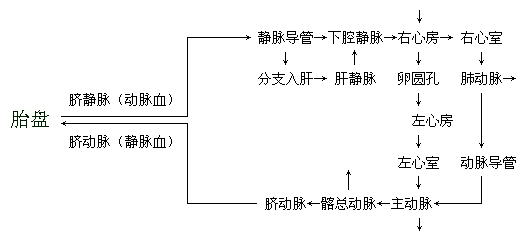 静脉导管 下腔静脉 右心房 右心室
分支入肝 肝静脉 卵圆孔 肺动脉
脐静脉（动脉血）
胎盘 左心房
脐动脉（静脉血）
左心室 动脉导管
脐动脉 髂总动脉 主动脉